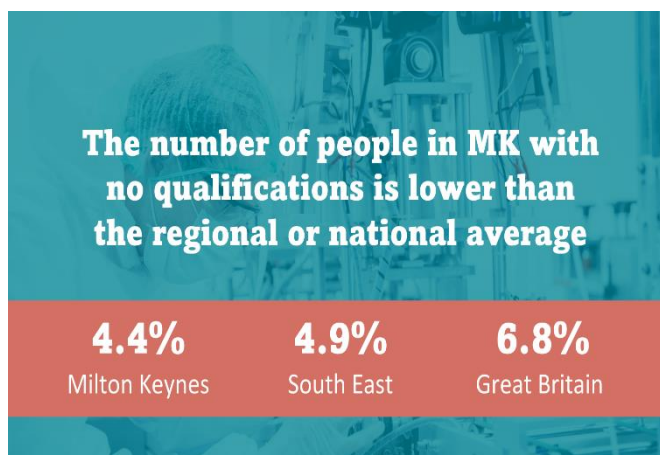 The number of people in MK with
no qualifications is lower than
the regional or national average
4.4% 4.9% 6.8%
Milton Keynes South East Great Britain